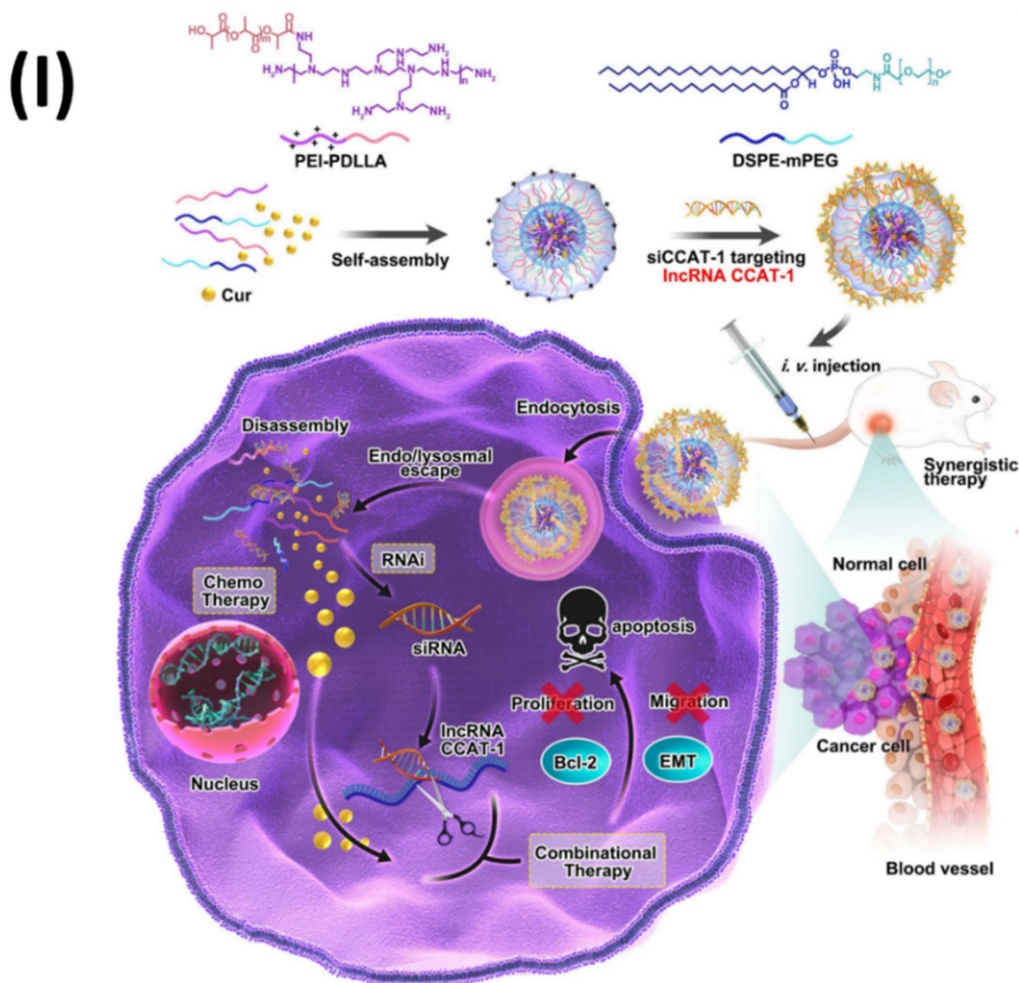 (I)
PEI-PDLLA
DSPE-mPEG
Cur
Self-assembly
siCCAT-1 targeting
lncRNA CCAT-1
i. v. injection
Synergistic
therapy
Endocytosis
Disassembly
Endo/lysosmal
escape
RNAi
Chemo
Therapy
siRNA
apoptosis
Proliferation
Migration
Bcl-2
EMT
lncRNA
CCAT-1
Nucleus
Combinational
Therapy
Normal cell
Cancer cell
Blood vessel